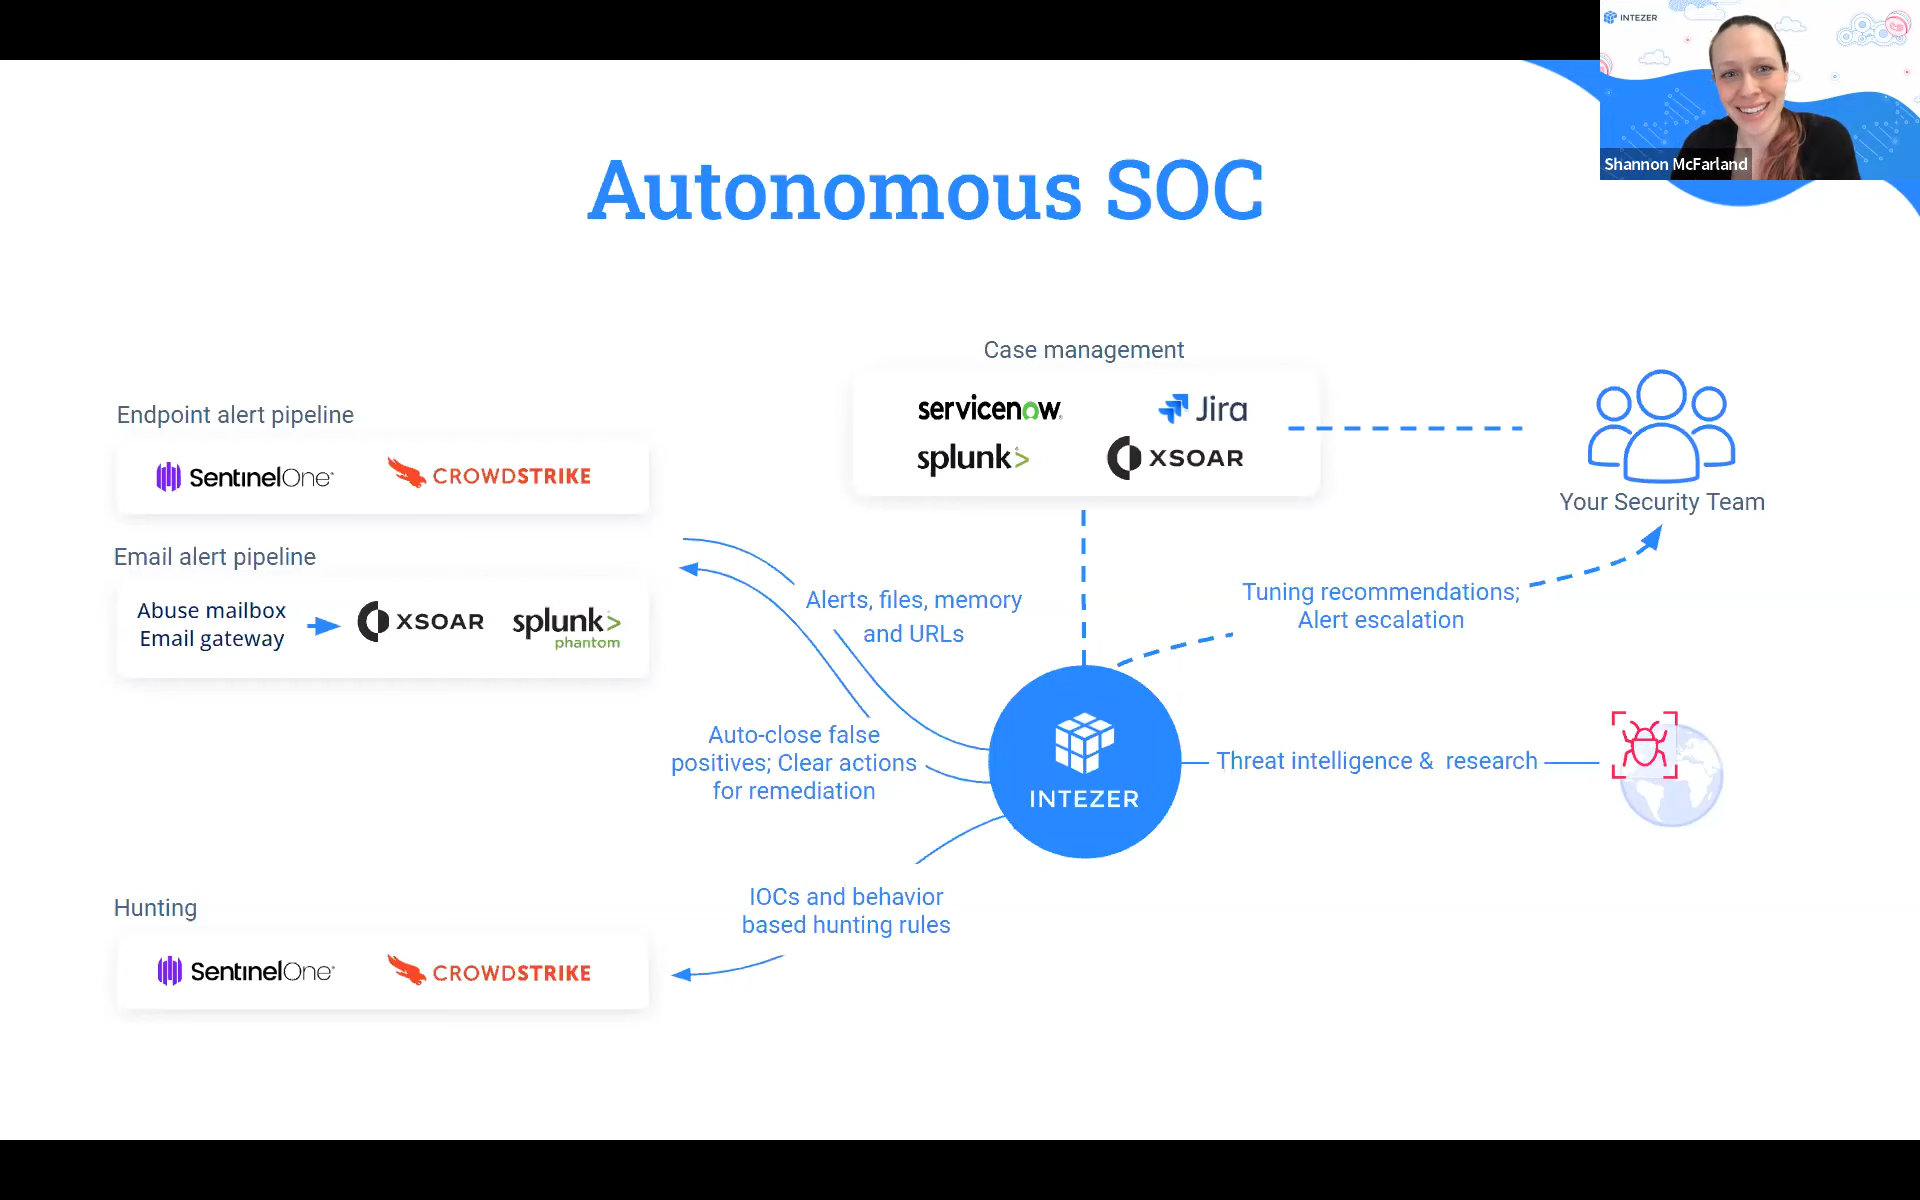 INTEZER
Shannon McFarland
Autonomous SOC
Case management
servicenow
Jira
splunk>
XSOAR
Your Security Team
Endpoint alert pipeline
SentinelOne
CROWDSTRIKE
Email alert pipeline
Abuse mailbox
Email gateway
XSOAR
splunk>
phantom
Alerts, files, memory
and URLs
Tuning recommendations;
Alert escalation
Auto-close false
positives; Clear actions
for remediation
INTEZER
Threat intelligence & research
IOCs and behavior
based hunting rules
Hunting
SentinelOne
CROWDSTRIKE